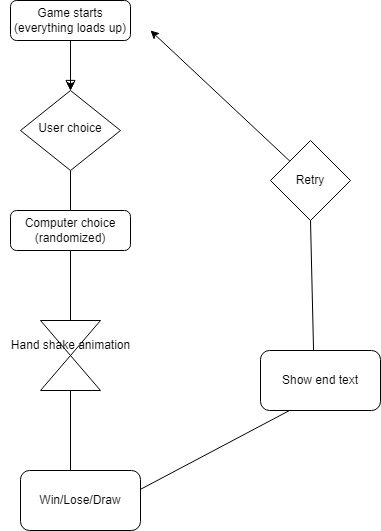 Game starts
(everything loads up)
User choice
Computer choice
(randomized)
Hand shake animation
Win/Lose/Draw
Show end text
Retry